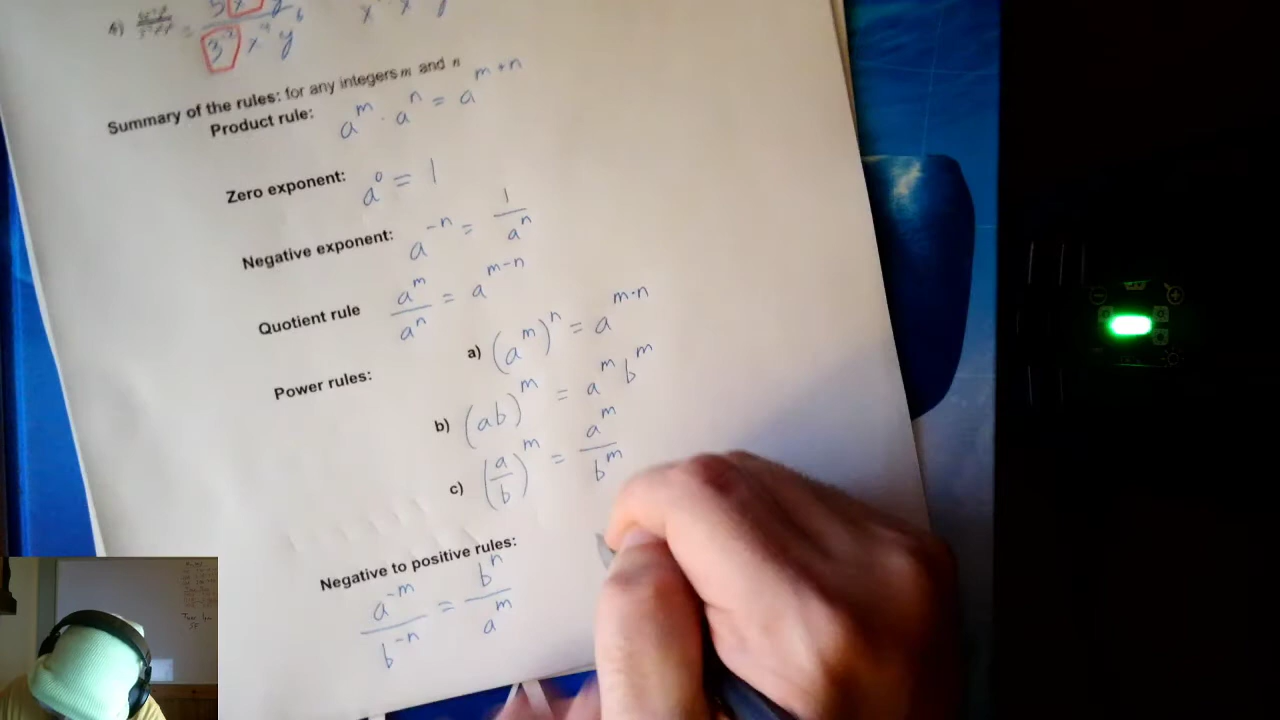 Summary of the rules: for any integers m and n
Product rule: a^m · a^n = a^{m+n}
Zero exponent: a^0 = 1
Negative exponent: a^{-n} = 1/a^n
Quotient rule a^m/a^n = a^{m-n}
Power rules: a) (a^m)^n = a^{m·n}
b) (ab)^m = a^m b^m
c) (a/b)^m = a^m/b^m
Negative to positive rules:
a^{-m}/b^{-n} = b^n/a^m